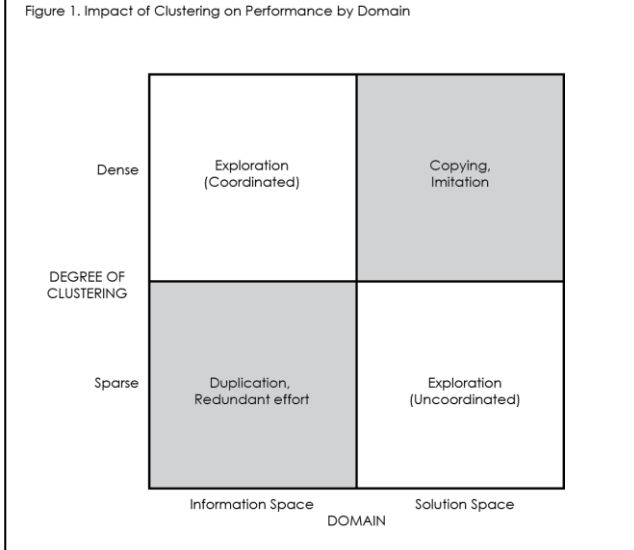 Figure 1. Impact of Clustering on Performance by Domain
Dense
Exploration
(Coordinated)
Copying,
Imitation
DEGREE OF
CLUSTERING
Sparse
Duplication,
Redundant effort
Exploration
(Uncoordinated)
Information Space
Solution Space
DOMAIN